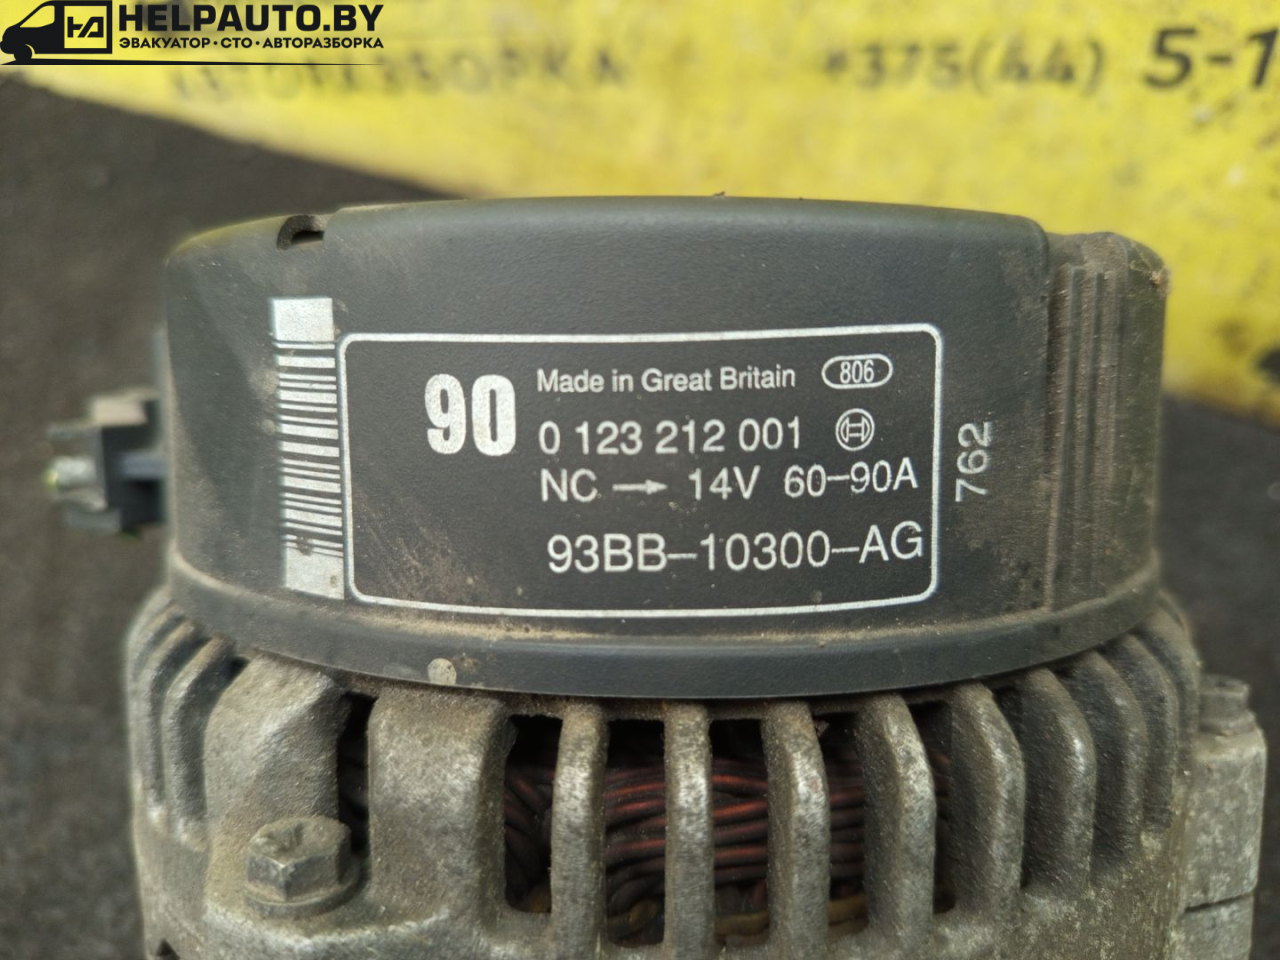 HELPAUTO.BY
ЭВАКУАТОР·СТО·АВТОРАЗБОРКА
АВТОРАЗБОРКА +375(44) 5-1
90
Made in Great Britain 806
0 123 212 001
NC → 14V 60-90A
93BB-10300-AG
762